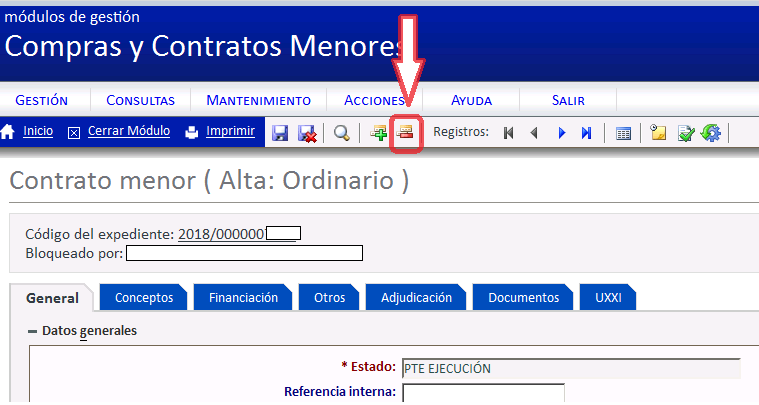 módulos de gestión
Compras y Contratos Menores
GESTIÓN CONSULTAS MANTENIMIENTO ACCIONES AYUDA SALIR
Inicio Cerrar Módulo Imprimir Registros:
Contrato menor ( Alta: Ordinario )
Código del expediente: 2018/000000
Bloqueado por:
General Conceptos Financiación Otros Adjudicación Documentos UXXI
Datos generales
* Estado: PTE EJECUCIÓN
Referencia interna: